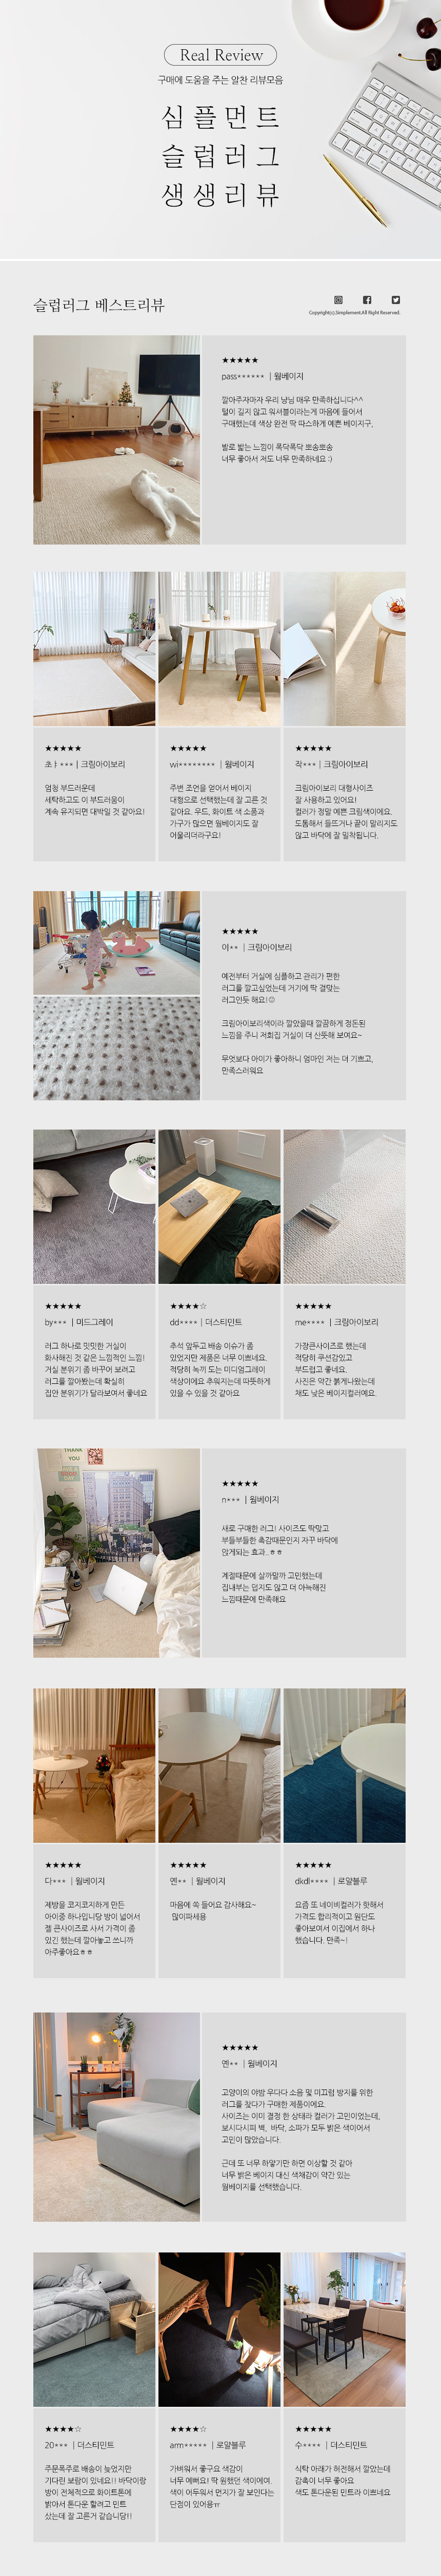 Real Review
구매에 도움을 주는 알찬 리뷰모음
심플먼트
슬럽러그
생생리뷰
슬럽러그 베스트리뷰
Copyright(c).Simplement.All Right Reserved.
★★★★★
pass****** | 웜베이지
깔아주자마자 우리 냥님 매우 만족하십니다^^
털이 길지 않고 워셔블이라는게 마음에 들어서
구매했는데 색상 완전 딱 따스하게 예쁜 베이지구,
발로 밟는 느낌이 폭닥폭닥 뽀송뽀송
너무 좋아서 저도 너무 만족하네요 :)
★★★★★
초ㅑ*** | 크림아이보리
엄청 부드러운데
세탁하고도 이 부드러움이
계속 유지되면 대박일 것 같아요!
★★★★★
wi******** | 웜베이지
주변 조언을 얻어서 베이지
대형으로 선택했는데 잘 고른 것
같아요. 우드, 화이트 색 소품과
가구가 많으면 웜베이지도 잘
어울리더라구요!
★★★★★
작*** | 크림아이보리
크림아이보리 대형사이즈
잘 사용하고 있어요!
컬러가 정말 예쁜 크림색이에요.
도톰해서 들뜨거나 끝이 말리지도
않고 바닥에 잘 밀착됩니다.
★★★★★
이** | 크림아이보리
예전부터 거실에 심플하고 관리가 편한
러그를 깔고싶었는데 거기에 딱 걸맞는
러그인듯 해요!☺
크림아이보리색이라 깔았을때 깔끔하게 정돈된
느낌을 주니 저희집 거실이 더 산뜻해 보여요~
무엇보다 아이가 좋아하니 엄마인 저는 더 기쁘고,
만족스러워요
★★★★★
by*** | 미드그레이
러그 하나로 밋밋한 거실이
화사해진 것 같은 느낌적인 느낌!
거실 분위기 좀 바꾸어 보려고
러그를 깔아봤는데 확실히
집안 분위기가 달라보여서 좋네요
★★★★☆
dd**** | 더스티민트
추석 앞두고 배송 이슈가 좀
있었지만 제품은 너무 이쁘네요.
적당히 녹끼 도는 미디엄그레이
색상이에요 추워지는데 따뜻하게
있을 수 있을 것 같아요
★★★★★
me**** | 크림아이보리
가장큰사이즈로 했는데
적당히 쿠션감있고
부드럽고 좋네요.
사진은 약간 붉게나왔는데
채도 낮은 베이지컬러예요.
THANK
YOU
★★★★★
n*** | 웜베이지
새로 구매한 러그! 사이즈도 딱맞고
부들부들한 촉감때문인지 자꾸 바닥에
앉게되는 효과..ㅎㅎ
계절때문에 살까말까 고민했는데
집내부는 덥지도 않고 더 아늑해진
느낌때문에 만족해요
★★★★★
디*** | 웜베이지
제방을 코지코지하게 만든
아이중 하나입니당 방이 넓어서
젤 큰사이즈로 사서 가격이 좀
있긴 했는데 깔아놓고 쓰니까
아주좋아요ㅎㅎ
★★★★★
옌** | 웜베이지
마음에 쏙 들어요 감사해요~
많이파세용
★★★★★
dkdl**** | 로얄블루
요즘 또 네이비컬러가 핫해서
가격도 합리적이고 원단도
좋아보여서 이집에서 하나
했습니다. 만족~!
★★★★★
옌** | 웜베이지
고양이의 야밤 우다다 소음 및 미끄럼 방지를 위한
러그를 찾다가 구매한 제품이에요.
사이즈는 이미 결정 한 상태라 컬러가 고민이었는데,
보시다시피 벽, 바닥, 소파가 모두 밝은 색이어서
고민이 많았습니다.
근데 또 너무 하얗기만 하면 이상할 것 같아
너무 밝은 베이지 대신 색채감이 약간 있는
웜베이지를 선택했습니다.
★★★★☆
20*** | 더스티민트
주문폭주로 배송이 늦었지만
기다린 보람이 있네요!! 바닥이랑
방이 전체적으로 화이트톤에
밝아서 톤다운 할려고 민트
샀는데 잘 고른거 같습니당!!
★★★★☆
arm***** | 로얄블루
가벼워서 좋구요 색감이
너무 예뻐요! 딱 원했던 색이에여.
색이 어두워서 먼지가 잘 보인다는
단점이 있어용ㅠ
★★★★★
수**** | 더스티민트
식탁 아래가 허전해서 깔았는데
감촉이 너무 좋아요
색도 톤다운된 민트라 이쁘네요